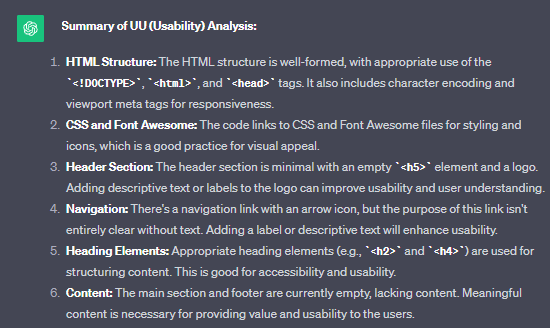 Summary of UU (Usability) Analysis:
1. HTML Structure: The HTML structure is well-formed, with appropriate use of the
`<!DOCTYPE>`, `<html>`, and `<head>` tags. It also includes character encoding and
viewport meta tags for responsiveness.
2. CSS and Font Awesome: The code links to CSS and Font Awesome files for styling and
icons, which is a good practice for visual appeal.
3. Header Section: The header section is minimal with an empty `<h5>` element and a logo.
Adding descriptive text or labels to the logo can improve usability and user understanding.
4. Navigation: There's a navigation link with an arrow icon, but the purpose of this link isn't
entirely clear without text. Adding a label or descriptive text will enhance usability.
5. Heading Elements: Appropriate heading elements (e.g., `<h2>` and `<h4>`) are used for
structuring content. This is good for accessibility and usability.
6. Content: The main section and footer are currently empty, lacking content. Meaningful
content is necessary for providing value and usability to the users.